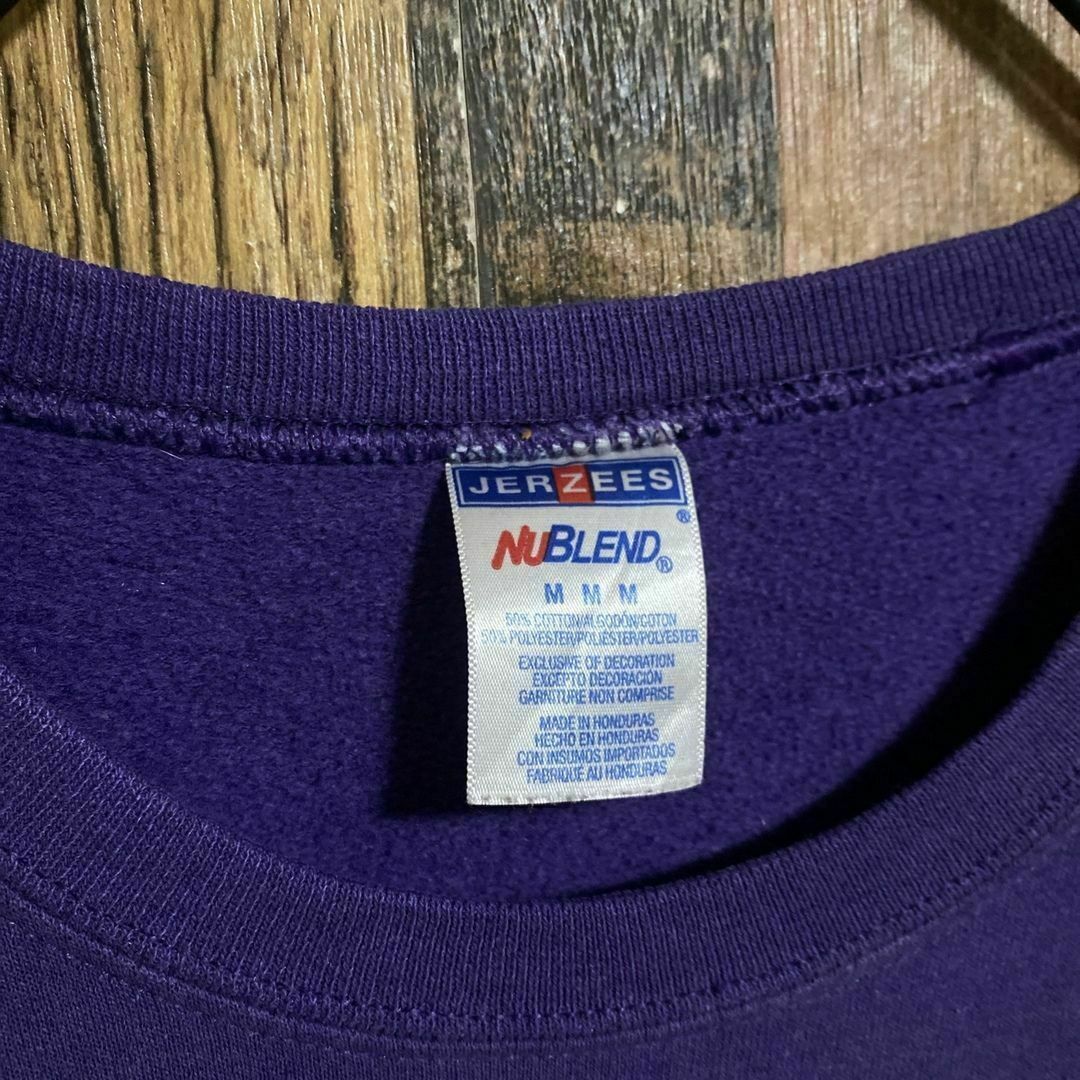 JERZEES
®
NUBLEND®
M M M
50% COTTON/ALGODÓN/COTON
50% POLYESTER/POLIÉSTER/POLYESTER
EXCLUSIVE OF DECORATION
EXCEPTO DECORACIÓN
GARNITURE NON COMPRISE
MADE IN HONDURAS
HECHO EN HONDURAS
CON INSUMOS IMPORTADOS
FABRIQUÉ AU HONDURAS